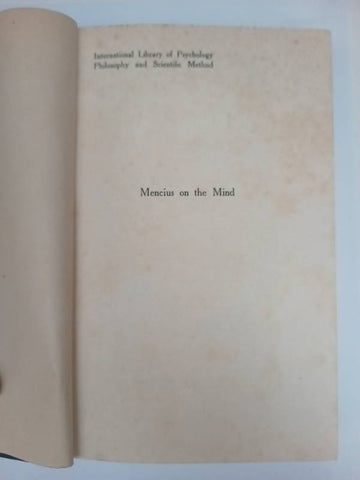 International Library of Psychology
Philosophy and Scientific Method
Mencius on the Mind